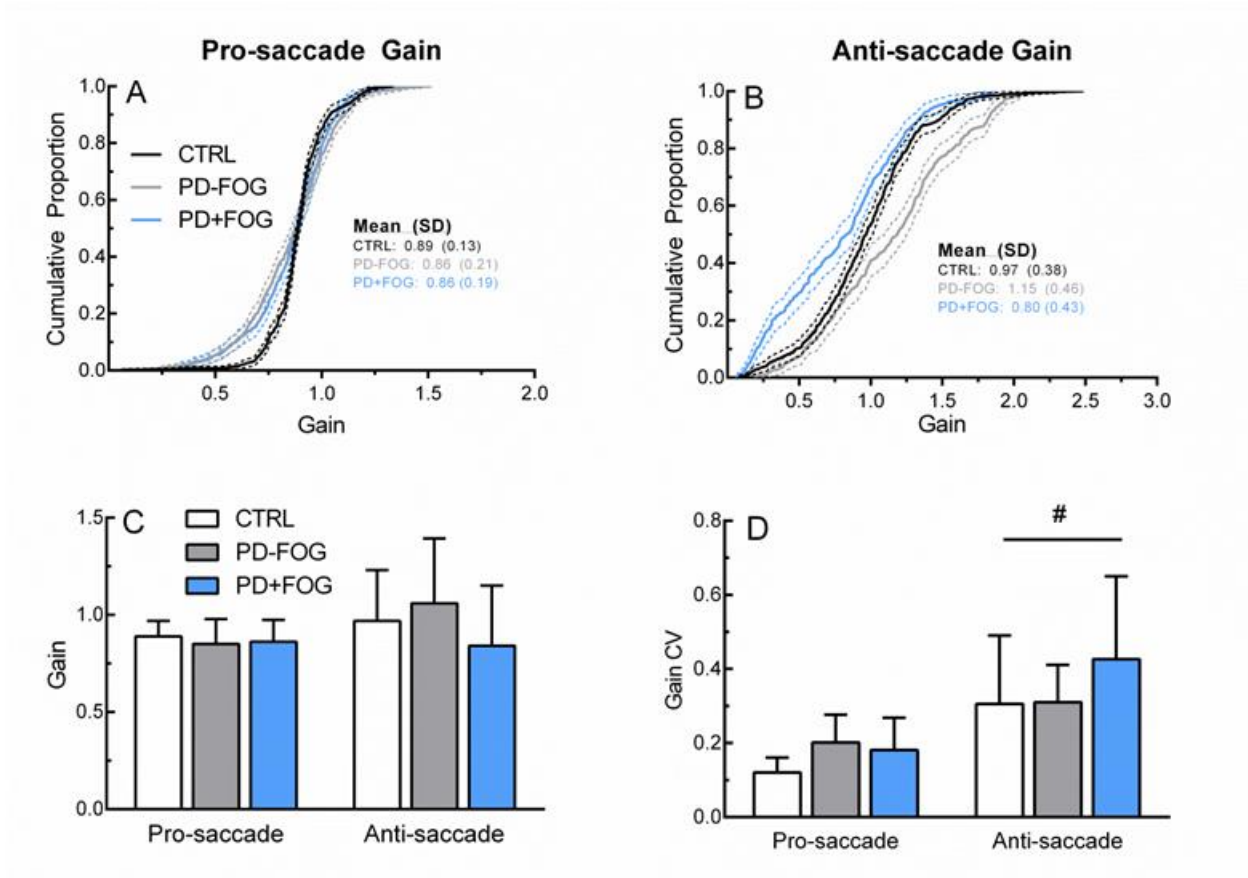 Pro-saccade Gain
A
1.0
0.8
0.6
0.4
0.2
0.0
Cumulative Proportion
CTRL
PD-FOG
PD+FOG
Mean (SD)
CTRL: 0.89 (0.13)
PD-FOG: 0.86 (0.21)
PD+FOG: 0.86 (0.19)
0.5 1.0 1.5 2.0
Gain
Anti-saccade Gain
B
1.0
0.8
0.6
0.4
0.2
0.0
Cumulative Proportion
Mean (SD)
CTRL: 0.97 (0.38)
PD-FOG: 1.15 (0.46)
PD+FOG: 0.80 (0.43)
0.5 1.0 1.5 2.0 2.5 3.0
Gain
C
1.5
1.0
0.5
0.0
Gain
CTRL
PD-FOG
PD+FOG
Pro-saccade Anti-saccade
D
0.8
0.6
0.4
0.2
0.0
Gain CV
#
Pro-saccade Anti-saccade